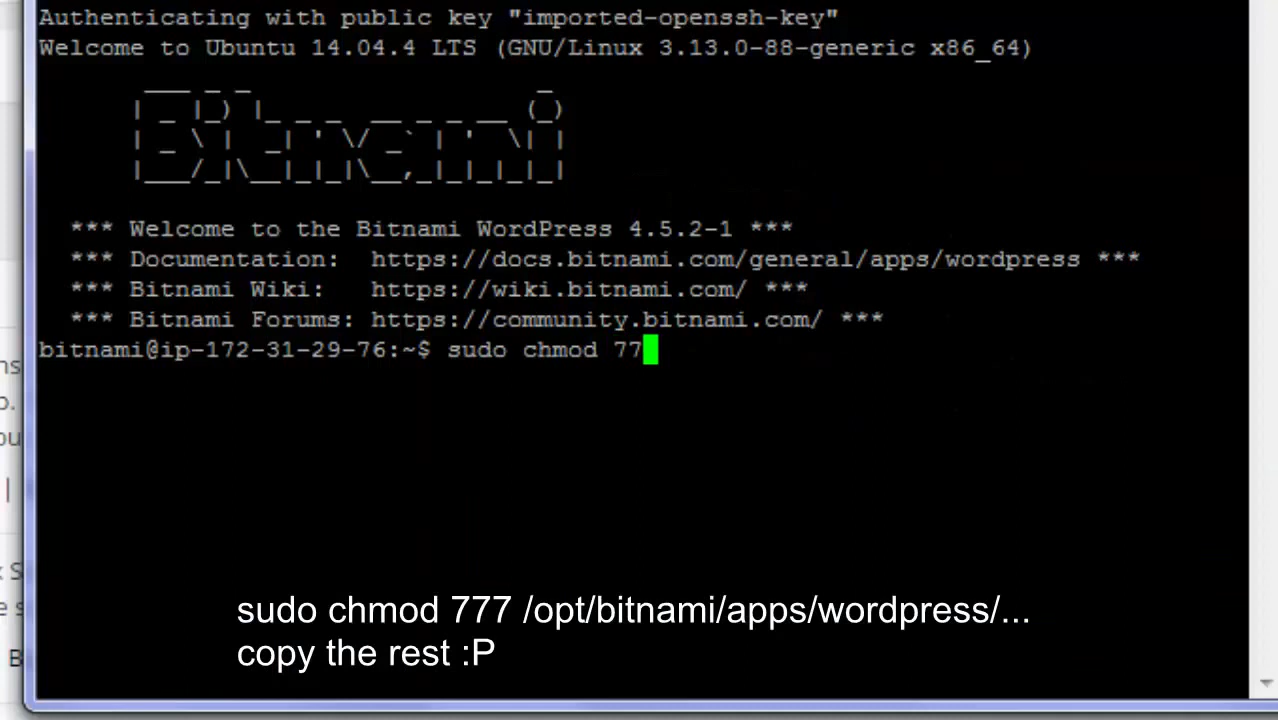 Authenticating with public key "imported-openssh-key"
Welcome to Ubuntu 14.04.4 LTS (GNU/Linux 3.13.0-88-generic x86_64)
Bitnami
*** Welcome to the Bitnami WordPress 4.5.2-1 ***
*** Documentation: https://docs.bitnami.com/general/apps/wordpress ***
*** Bitnami Wiki: https://wiki.bitnami.com/ ***
*** Bitnami Forums: https://community.bitnami.com/ ***
bitnami@ip-172-31-29-76:~$ sudo chmod 77
sudo chmod 777 /opt/bitnami/apps/wordpress/...
copy the rest :P